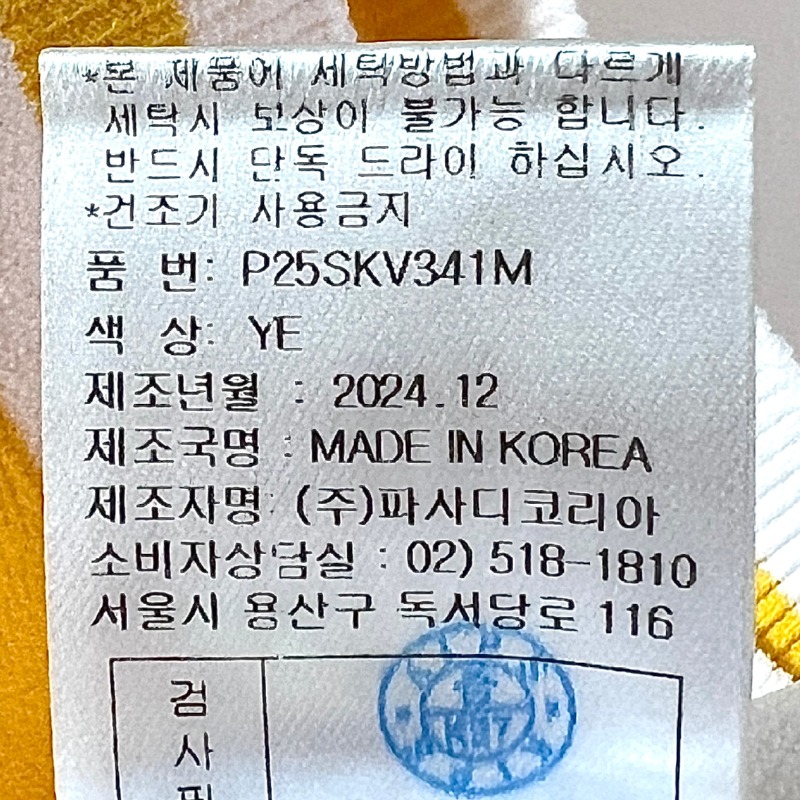 *본 제품이 세탁방법과 다르게
세탁시 보상이 불가능 합니다.
반드시 단독 드라이 하십시오.
*건조기 사용금지
품 번: P25SKV341M
색 상: YE
제조년월 : 2024.12
제조국명 : MADE IN KOREA
제조자명: (주)파사디코리아
소비자상담실 : 02) 518-1810
서울시 용산구 독서당로 116
검
사